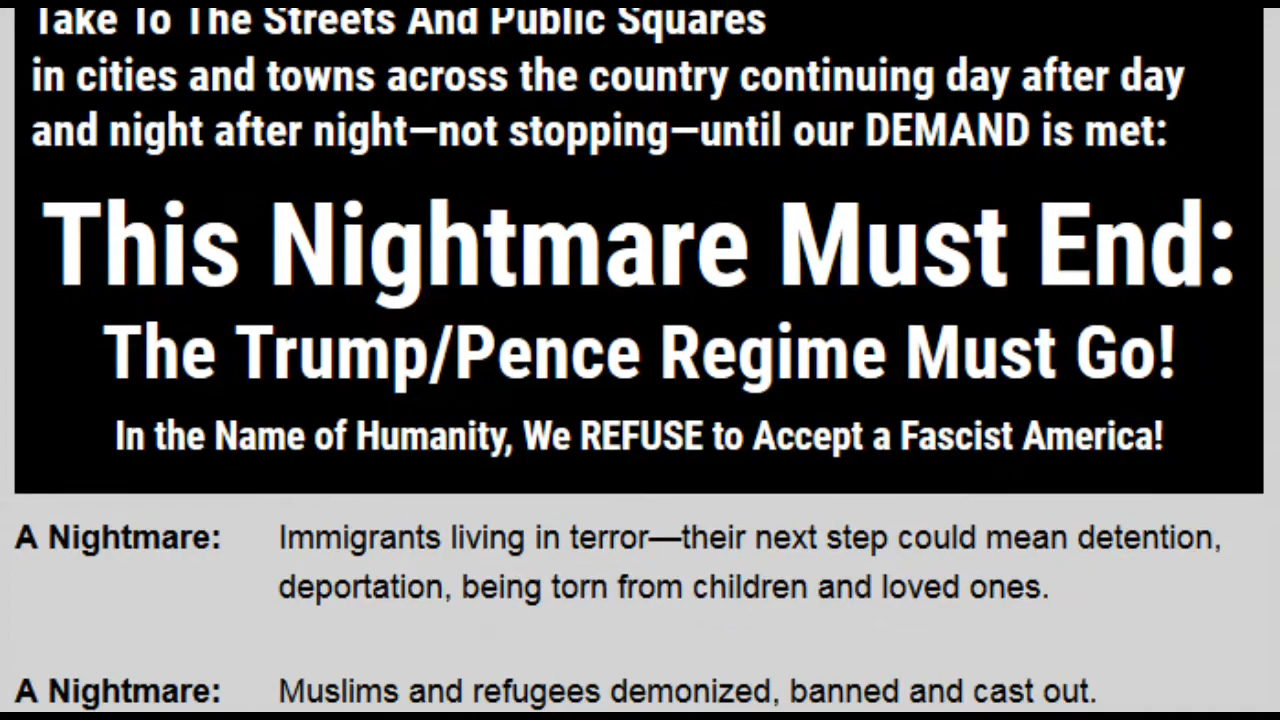 Take To The Streets And Public Squares
in cities and towns across the country continuing day after day
and night after night—not stopping—until our DEMAND is met:
This Nightmare Must End:
The Trump/Pence Regime Must Go!
In the Name of Humanity, We REFUSE to Accept a Fascist America!
A Nightmare: Immigrants living in terror—their next step could mean detention,
deportation, being torn from children and loved ones.
A Nightmare: Muslims and refugees demonized, banned and cast out.